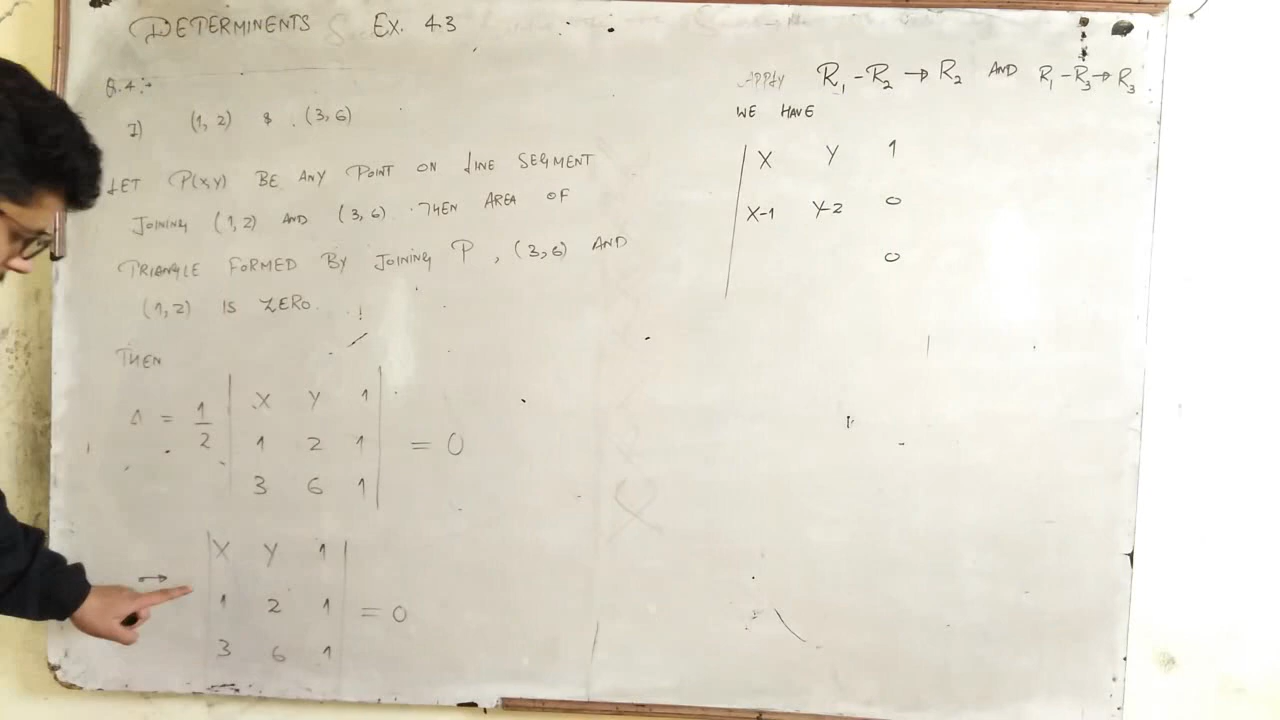 DETERMINENTS Ex. 4.3
Q.4:-
I) (1, 2) & (3, 6)
LET P(X,Y) BE ANY POINT ON LINE SEGMENT
JOINING (1, 2) AND (3, 6). THEN AREA OF
TRIANGLE FORMED BY JOINING P, (3, 6) AND
(1, 2) IS ZERO.
THEN
Δ = 1/2 | X Y 1 |
| 1 2 1 | = 0
| 3 6 1 |
→ | X Y 1 |
| 1 2 1 | = 0
| 3 6 1 |
APPLY R₁ - R₂ → R₂ AND R₁ - R₃ → R₃
WE HAVE
| X Y 1
X-1 Y-2 0
0